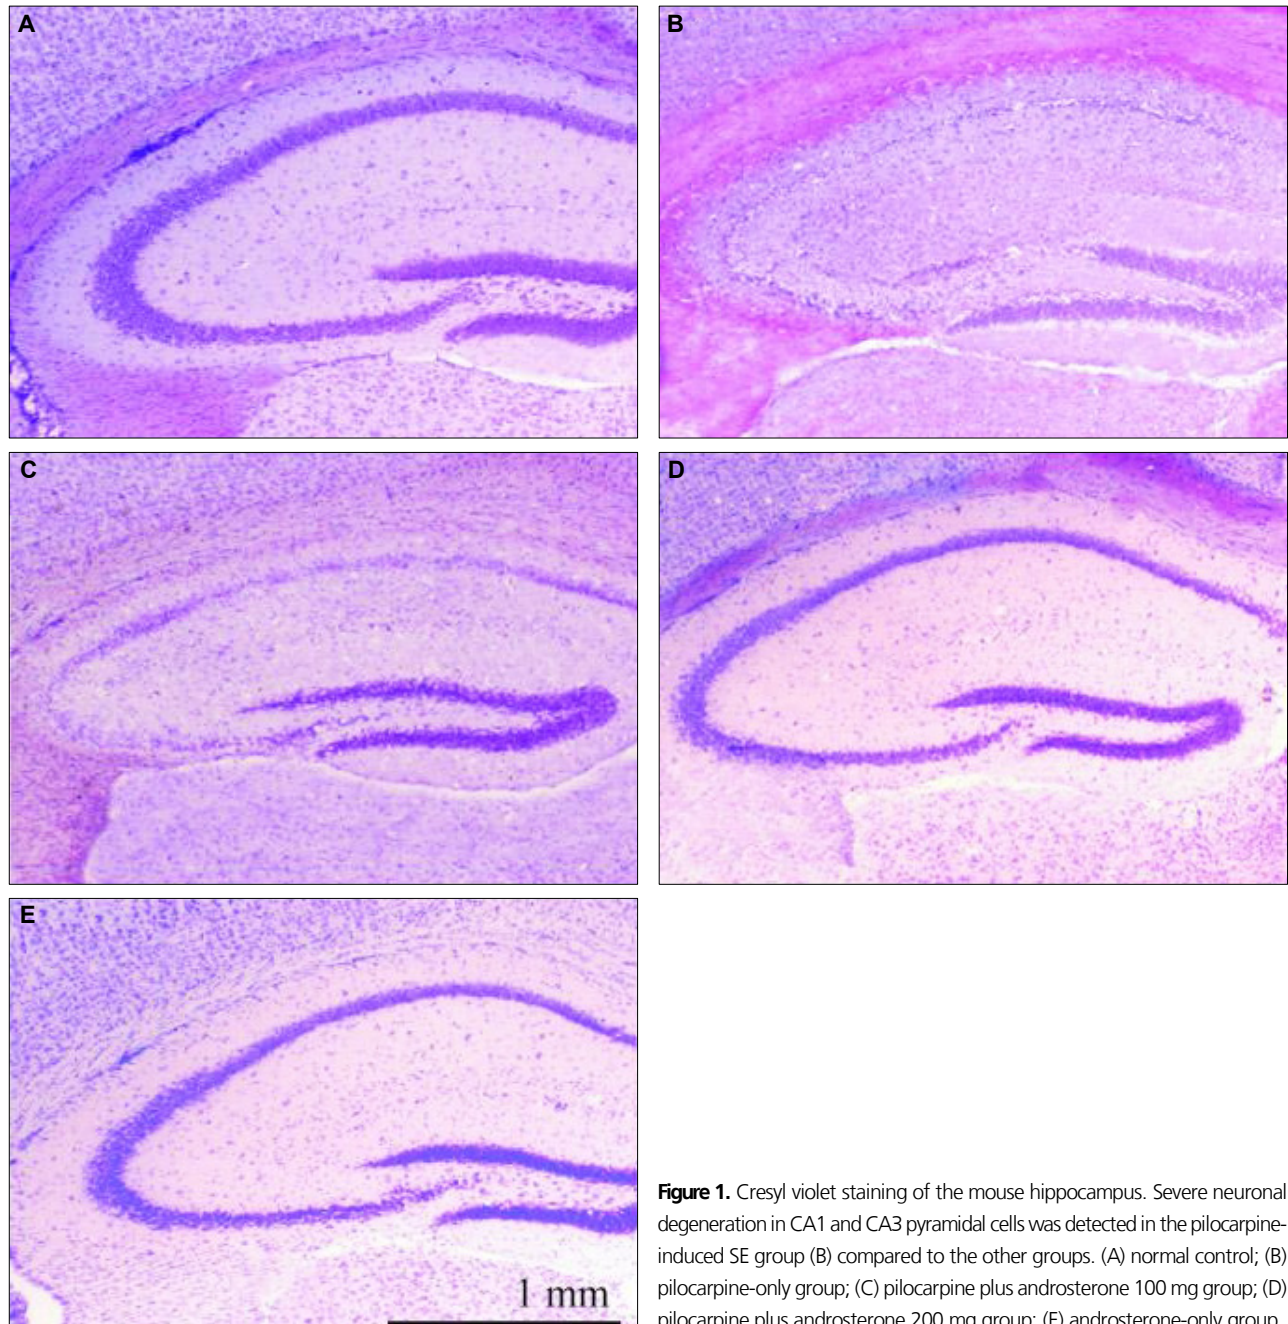 A
B
C
D
E
1 mm
Figure 1. Cresyl violet staining of the mouse hippocampus. Severe neuronal
degeneration in CA1 and CA3 pyramidal cells was detected in the pilocarpine-
induced SE group (B) compared to the other groups. (A) normal control; (B)
pilocarpine-only group; (C) pilocarpine plus androsterone 100 mg group; (D)
pilocarpine plus androsterone 200 mg group; (E) androsterone-only group.